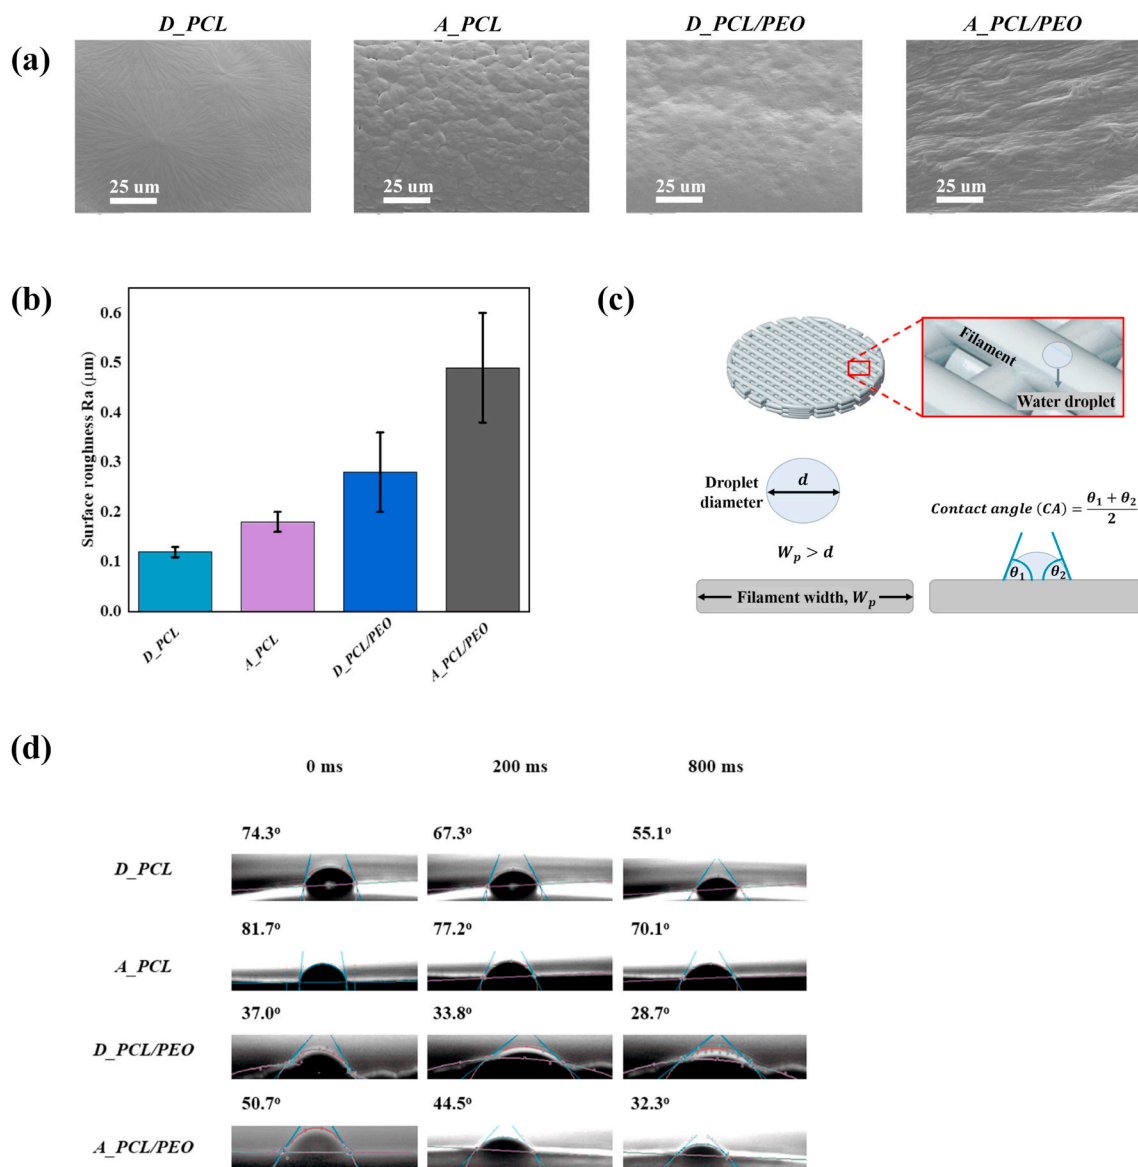 D_PCL
A_PCL
D_PCL/PEO
A_PCL/PEO
(a)
25 um
25 um
25 um
25 um
(b)
Surface roughness Ra (μm)
0.6
0.5
0.4
0.3
0.2
0.1
0.0
D_PCL
A_PCL
D_PCL/PEO
A_PCL/PEO
(c)
Filament
Water droplet
Droplet
diameter
d
W_p > d
Filament width, W_p
Contact angle (CA) = (θ_1 + θ_2)/2
θ_1
θ_2
(d)
0 ms
200 ms
800 ms
74.3°
67.3°
55.1°
D_PCL
81.7°
77.2°
70.1°
A_PCL
37.0°
33.8°
28.7°
D_PCL/PEO
50.7°
44.5°
32.3°
A_PCL/PEO